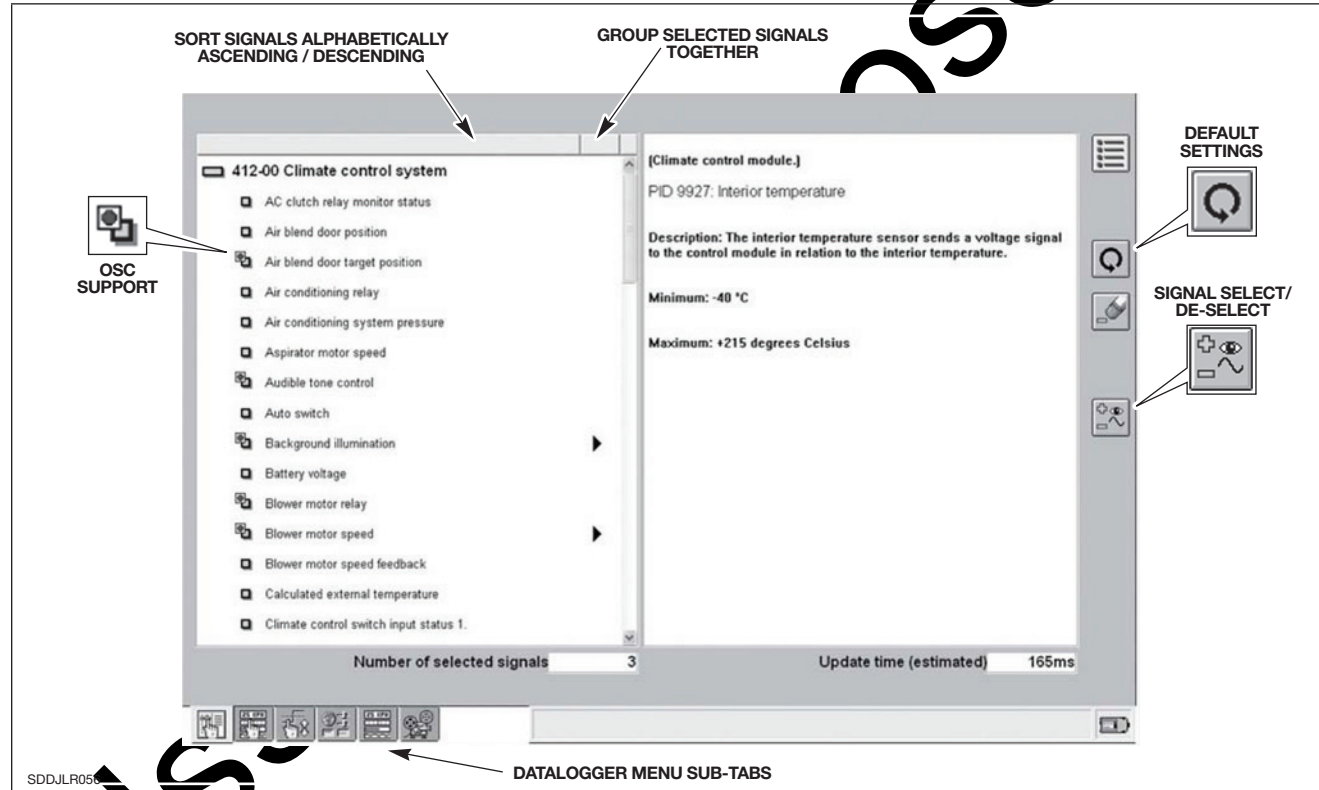 SORT SIGNALS ALPHABETICALLY
ASCENDING / DESCENDING
GROUP SELECTED SIGNALS
TOGETHER
DEFAULT
SETTINGS
SIGNAL SELECT/
DE-SELECT
OSC
SUPPORT
412-00 Climate control system
AC clutch relay monitor status
Air blend door position
Air blend door target position
Air conditioning relay
Air conditioning system pressure
Aspirator motor speed
Audible tone control
Auto switch
Background illumination
Battery voltage
Blower motor relay
Blower motor speed
Blower motor speed feedback
Calculated external temperature
Climate control switch input status 1.
(Climate control module.)
PID 9927: Interior temperature
Description: The interior temperature sensor sends a voltage signal
to the control module in relation to the interior temperature.
Minimum: -40 °C
Maximum: +215 degrees Celsius
Number of selected signals 3
Update time (estimated) 165ms
DATALOGGER MENU SUB-TABS